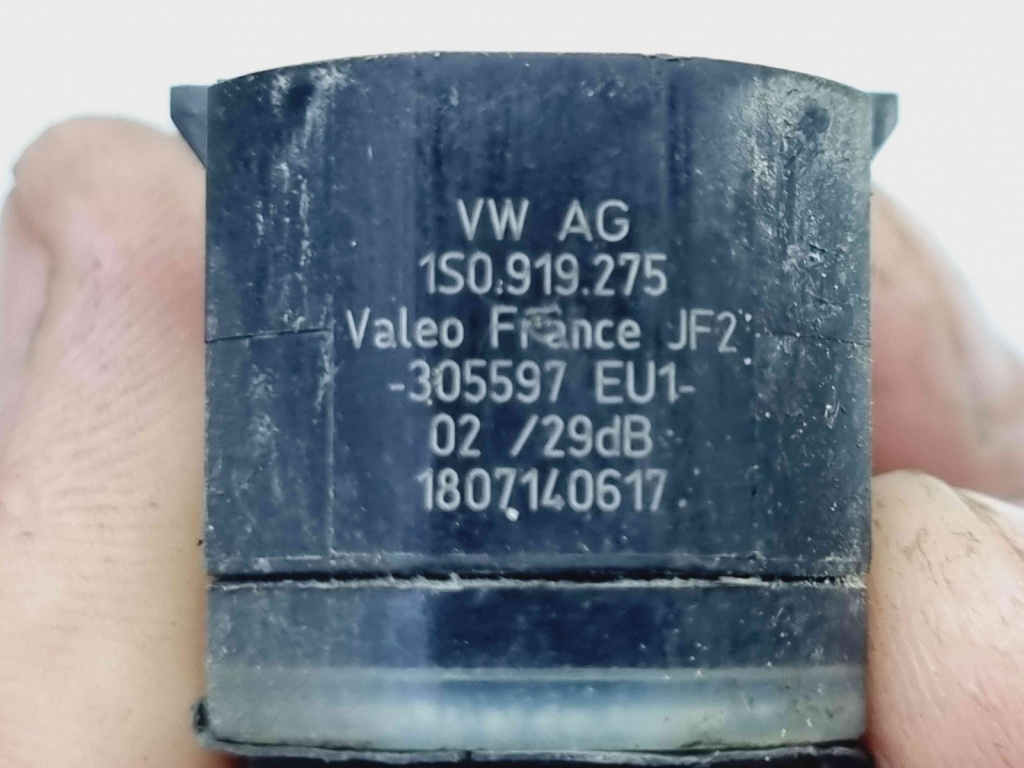 VW AG
1S0.919.275
Valeo France JF2
-305597 EU1-
02 /29dB
1807140617